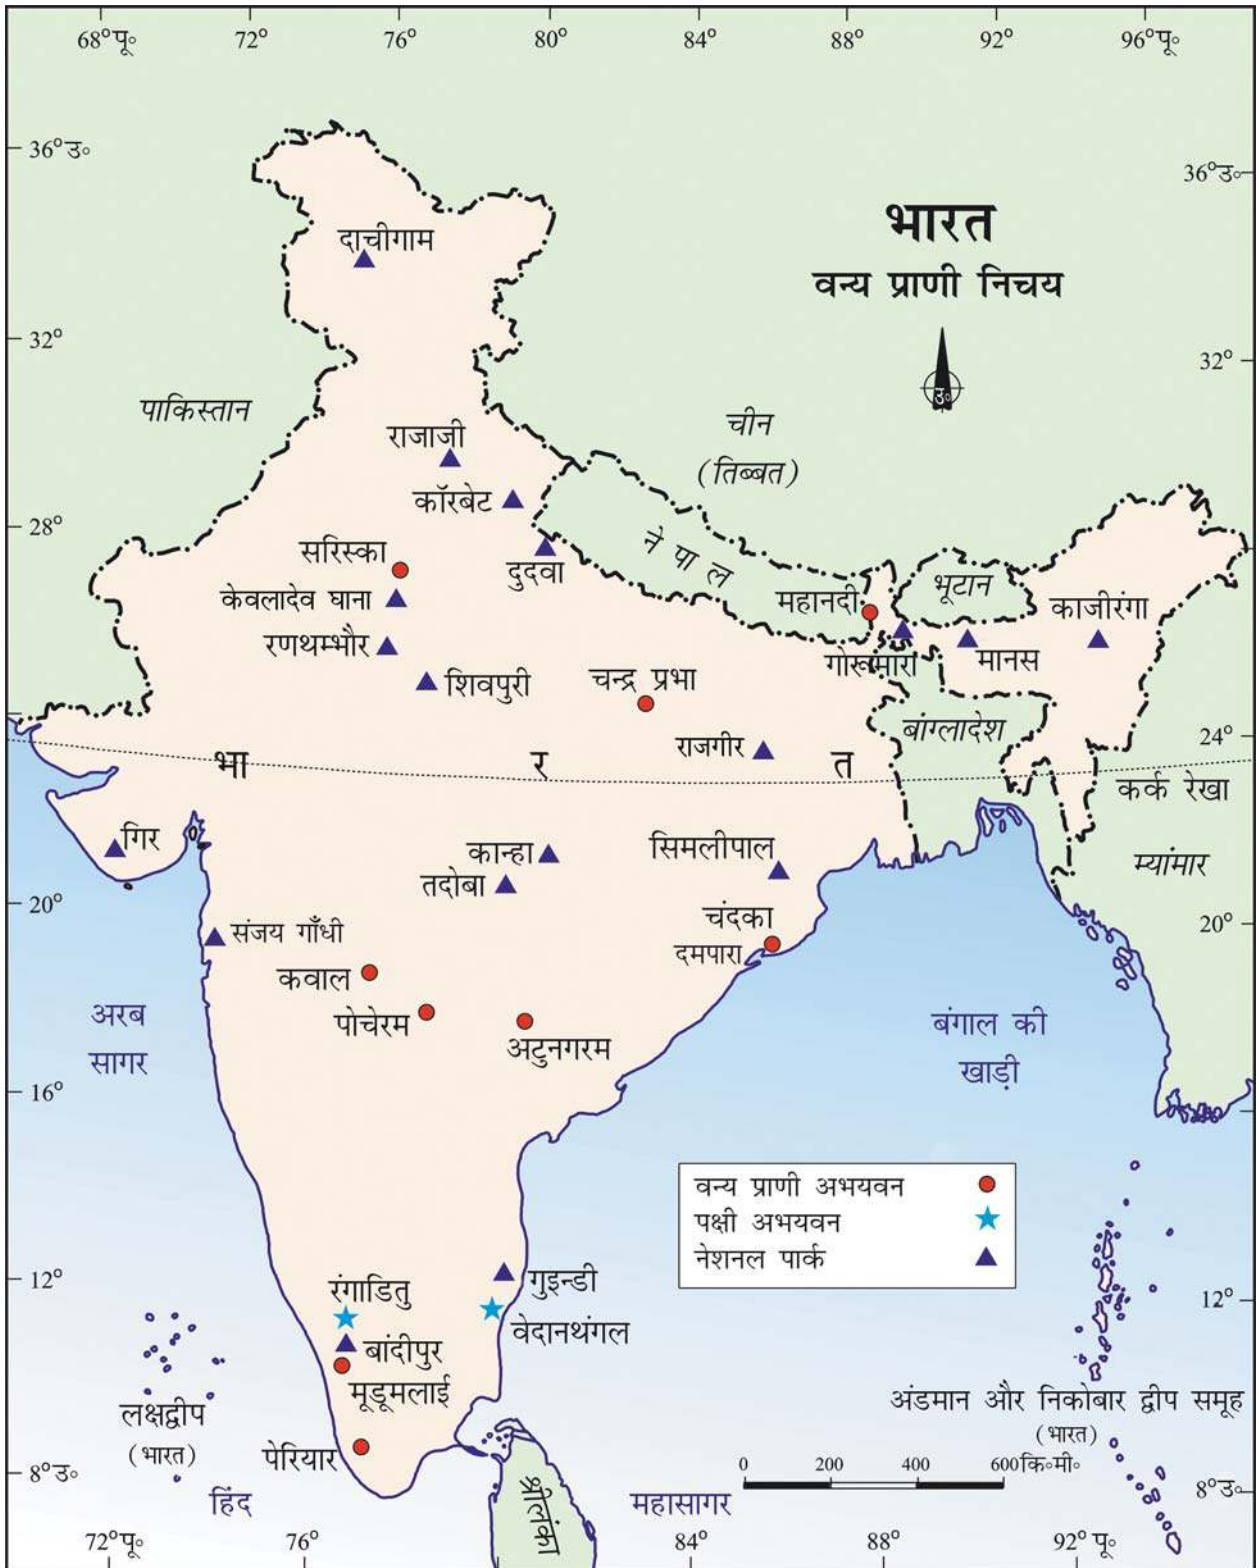 68°पू॰ 72° 76° 80° 84° 88° 92° 96°पू॰
36°उ॰
36°उ॰
भारत
वन्य प्राणी निचय
उ॰
दाचीगाम
32°
32°
पाकिस्तान
चीन
(तिब्बत)
राजाजी
कॉरबेट
28°
सरिस्का
दुदवा
नेपाल
केवलादेव घाना
महानदी
भूटान
काजीरंगा
रणथम्भौर
गोरूमारा
मानस
शिवपुरी
चन्द्र प्रभा
बांग्लादेश
राजगीर
24°
भा र त
कर्क रेखा
गिर
कान्हा
सिमलीपाल
म्यांमार
तदोबा
20°
20°
चंदका
दमपारा
संजय गाँधी
कवाल
पोचेरम
अटुनगरम
अरब
सागर
बंगाल की
खाड़ी
16°
वन्य प्राणी अभयवन
पक्षी अभयवन
नेशनल पार्क
12°
12°
रंगाडितु
गुइन्डी
वेदानथंगल
बांदीपुर
मूडूमलाई
लक्षद्वीप
(भारत)
अंडमान और निकोबार द्वीप समूह
(भारत)
पेरियार
0 200 400 600कि॰मी॰
8°उ॰
8°उ॰
हिंद
श्रीलंका
महासागर
72°पू॰ 76° 84° 88° 92°पू॰